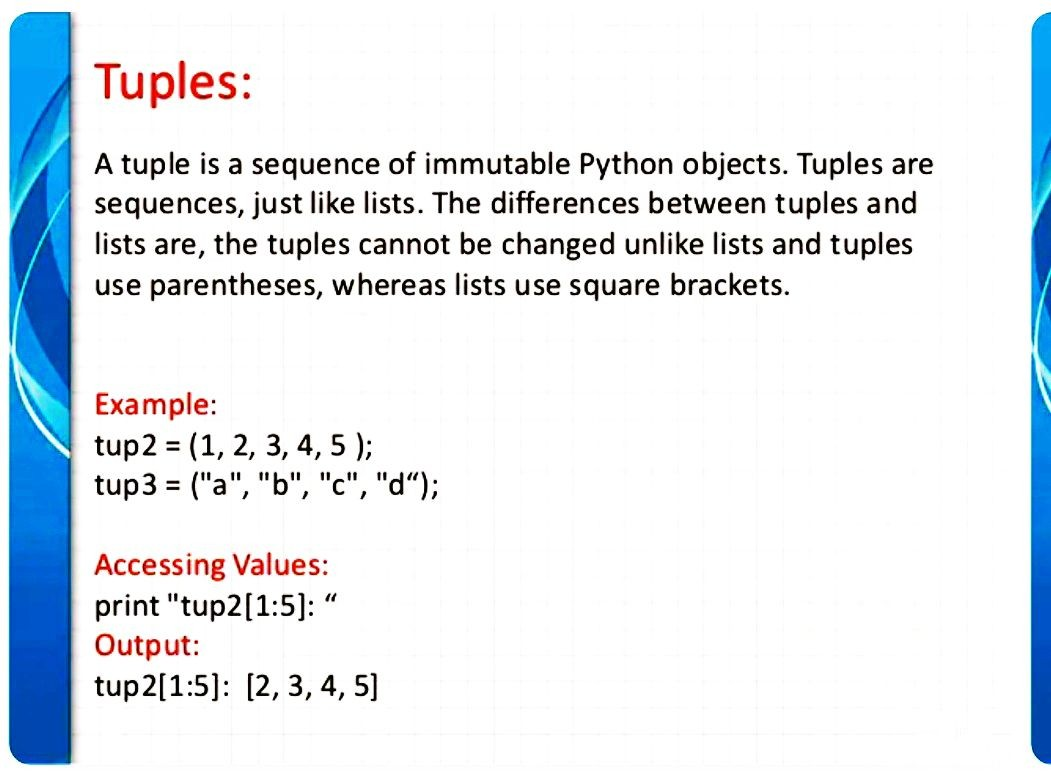 Tuples:
A tuple is a sequence of immutable Python objects. Tuples are
sequences, just like lists. The differences between tuples and
lists are, the tuples cannot be changed unlike lists and tuples
use parentheses, whereas lists use square brackets.
Example:
tup2 = (1, 2, 3, 4, 5 );
tup3 = ("a", "b", "c", "d“);
Accessing Values:
print "tup2[1:5]: “
Output:
tup2[1:5]: [2, 3, 4, 5]